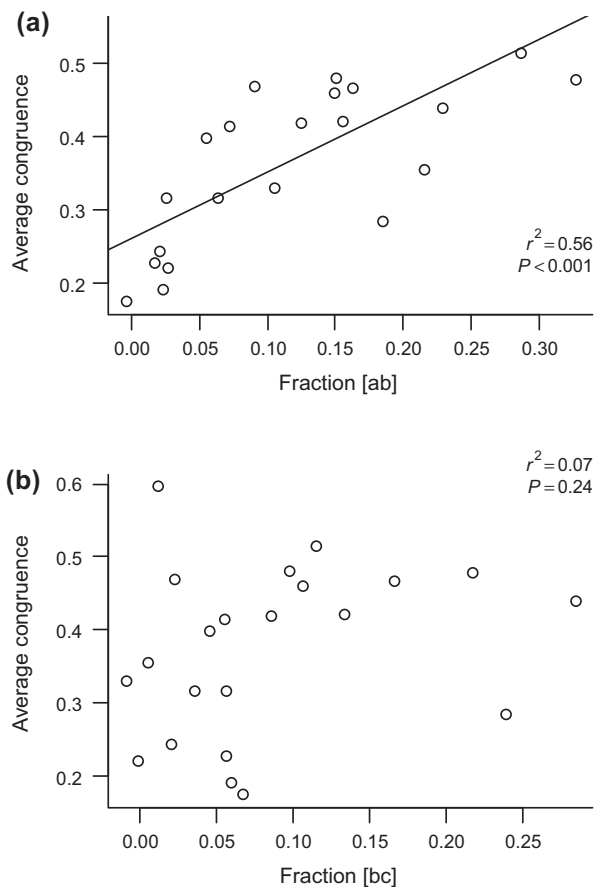 (a)
0.5
0.4
0.3
0.2
Average congruence
r² = 0.56
P < 0.001
0.00 0.05 0.10 0.15 0.20 0.25 0.30
Fraction [ab]
(b)
r² = 0.07
P = 0.24
0.6
0.5
0.4
0.3
0.2
Average congruence
0.00 0.05 0.10 0.15 0.20 0.25
Fraction [bc]